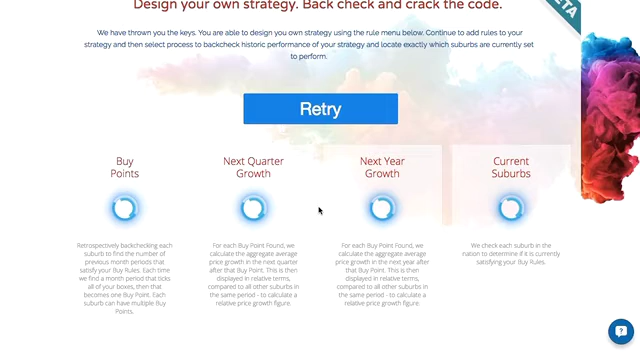 Design your own strategy. Back check and crack the code.
We have thrown you the keys. You are able to design you own strategy using the rule menu below. Continue to add rules to your
strategy and then select process to backcheck historic performance of your strategy and locate exactly which suburbs are currently set
to perform.
Retry
Buy
Points
Retrospectively backchecking each
suburb to find the number of
previous month periods that
satisfy your Buy Rules. Each time
we find a month period that ticks
all of your boxes, then that
becomes one Buy Point. Each
suburb can have multiple Buy
Points.
Next Quarter
Growth
For each Buy Point Found, we
calculate the aggregate average
price growth in the next quarter
after that Buy Point. This is then
displayed in relative terms,
compared to all other suburbs in
the same period - to calculate a
relative growth figure.
Next Year
Growth
For each Buy Point Found, we
calculate the aggregate average
price growth in the next year after
that Buy Point. This is then
displayed in relative terms,
compared to all other suburbs in
the same period - to calculate a
relative growth figure.
Current
Suburbs
We check each suburb in the
nation to determine if it is currently
satisfying your Buy Rules.